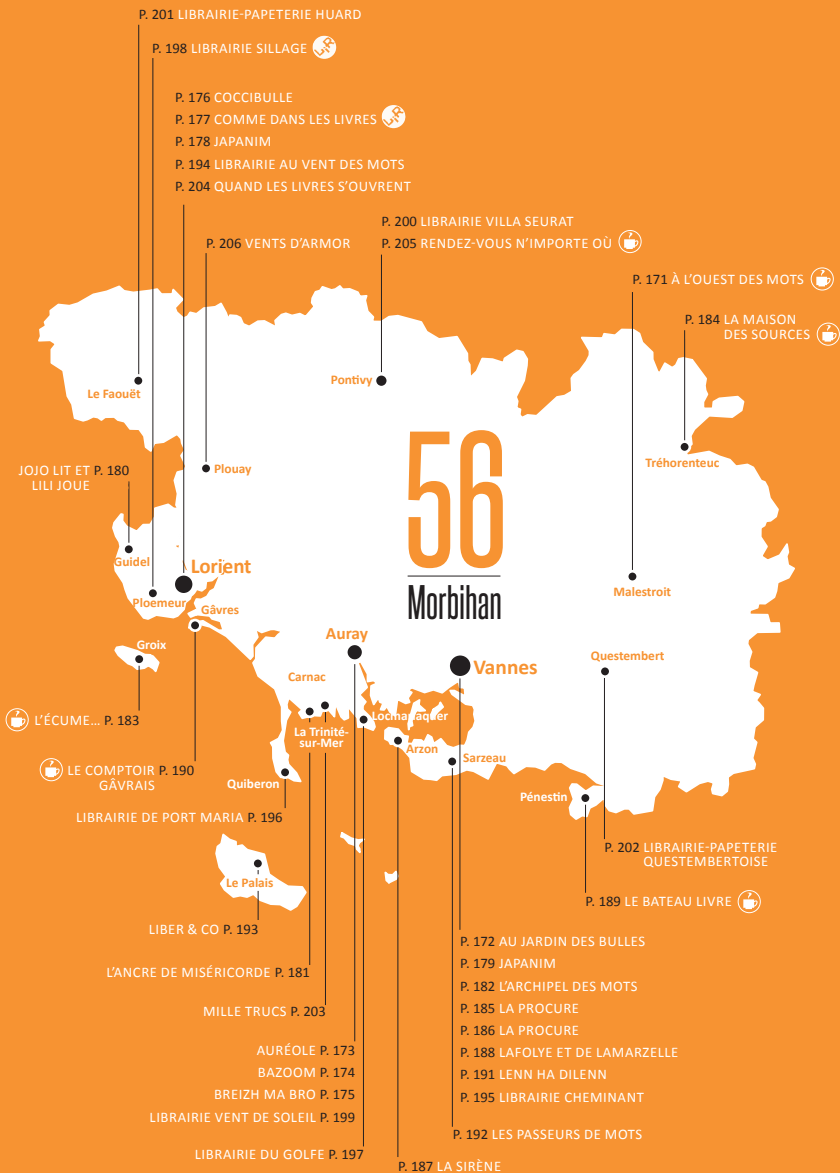 P. 201 LIBRAIRIE-PAPETERIE HUARD
P. 198 LIBRAIRIE SILLAGE LIR
P. 176 COCCIBULLE
P. 177 COMME DANS LES LIVRES LIR
P. 178 JAPANIM
P. 194 LIBRAIRIE AU VENT DES MOTS
P. 204 QUAND LES LIVRES S'OUVRENT
P. 200 LIBRAIRIE VILLA SEURAT
P. 206 VENTS D'ARMOR
P. 205 RENDEZ-VOUS N'IMPORTE OÙ
P. 171 À L'OUEST DES MOTS
P. 184 LA MAISON
DES SOURCES
Pontivy
Le Faouët
56
Morbihan
Tréhorenteuc
JOJO LIT ET P. 180
LILI JOUE
Plouay
Guidel
Lorient
Malestroit
Ploemeur
Gâvres
Auray
Groix
Questembert
Vannes
Carnac
L'ÉCUME... P. 183
Locmariaquer
La Trinité-
sur-Mer
Arzon
Sarzeau
LE COMPTOIR P. 190
GÂVRAIS
Quiberon
Pénestin
LIBRAIRIE DE PORT MARIA P. 196
P. 202 LIBRAIRIE-PAPETERIE
QUESTEMBERTOISE
Le Palais
P. 189 LE BATEAU LIVRE
LIBER & CO P. 193
P. 172 AU JARDIN DES BULLES
P. 179 JAPANIM
L'ANCRE DE MISÉRICORDE P. 181
P. 182 L'ARCHIPEL DES MOTS
P. 185 LA PROCURE
MILLE TRUCS P. 203
P. 186 LA PROCURE
AURÉOLE P. 173
P. 188 LAFOLYE ET DE LAMARZELLE
BAZOOM P. 174
P. 191 LENN HA DILENN
BREIZH MA BRO P. 175
P. 195 LIBRAIRIE CHEMINANT
LIBRAIRIE VENT DE SOLEIL P. 199
P. 192 LES PASSEURS DE MOTS
LIBRAIRIE DU GOLFE P. 197
P. 187 LA SIRÈNE